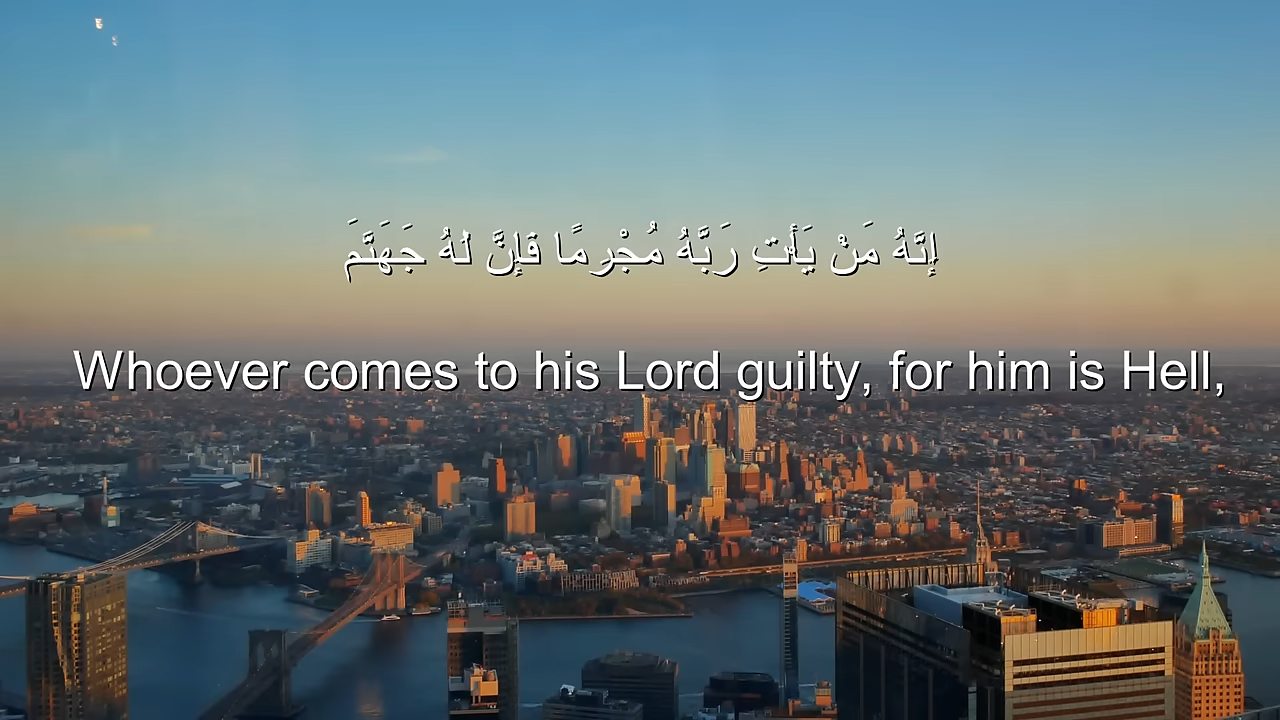 إِنَّهُ مَنْ يَأْتِ رَبَّهُ مُجْرِمًا فَإِنَّ لَهُ جَهَنَّمَ
Whoever comes to his Lord guilty, for him is Hell,